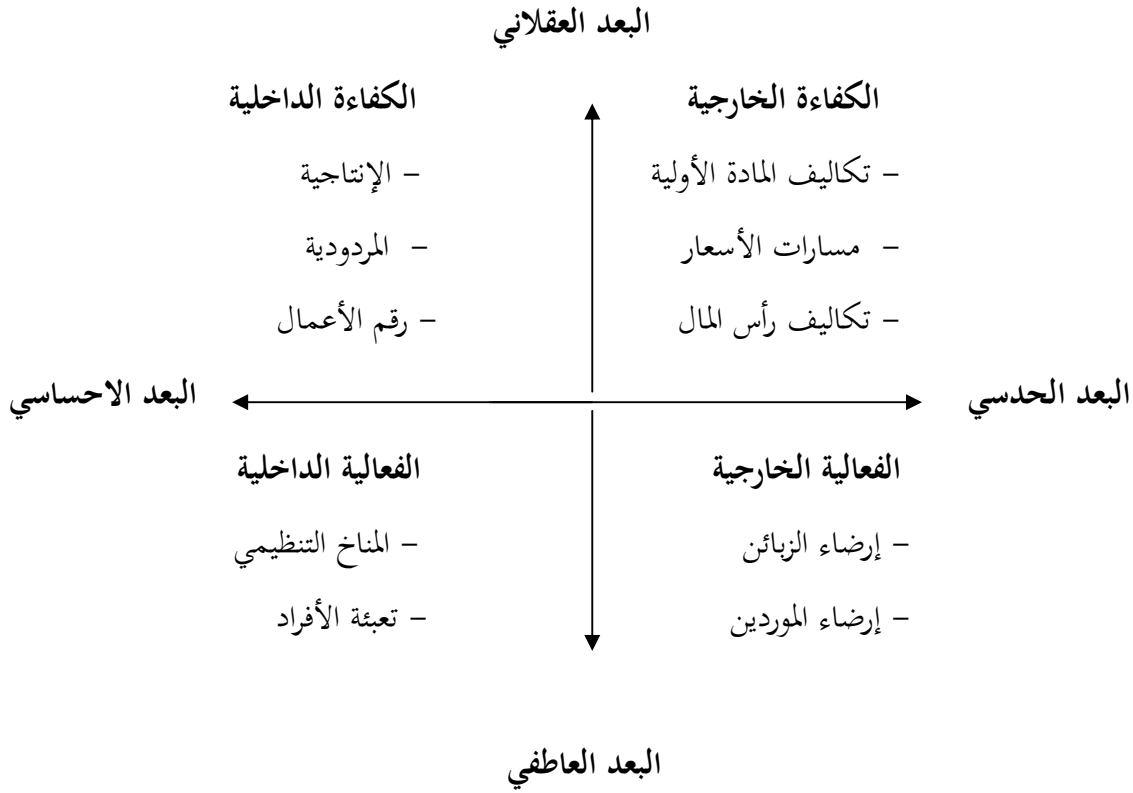 البعد العقلاني
الكفاءة الخارجية
– تكاليف المادة الأولية
– مسارات الأسعار
– تكاليف رأس المال
الكفاءة الداخلية
– الإنتاجية
– المردودية
– رقم الأعمال
البعد الحدسي
البعد الاحساسي
الفعالية الخارجية
– إرضاء الزبائن
– إرضاء الموردين
الفعالية الداخلية
– المناخ التنظيمي
– تعبئة الأفراد
البعد العاطفي